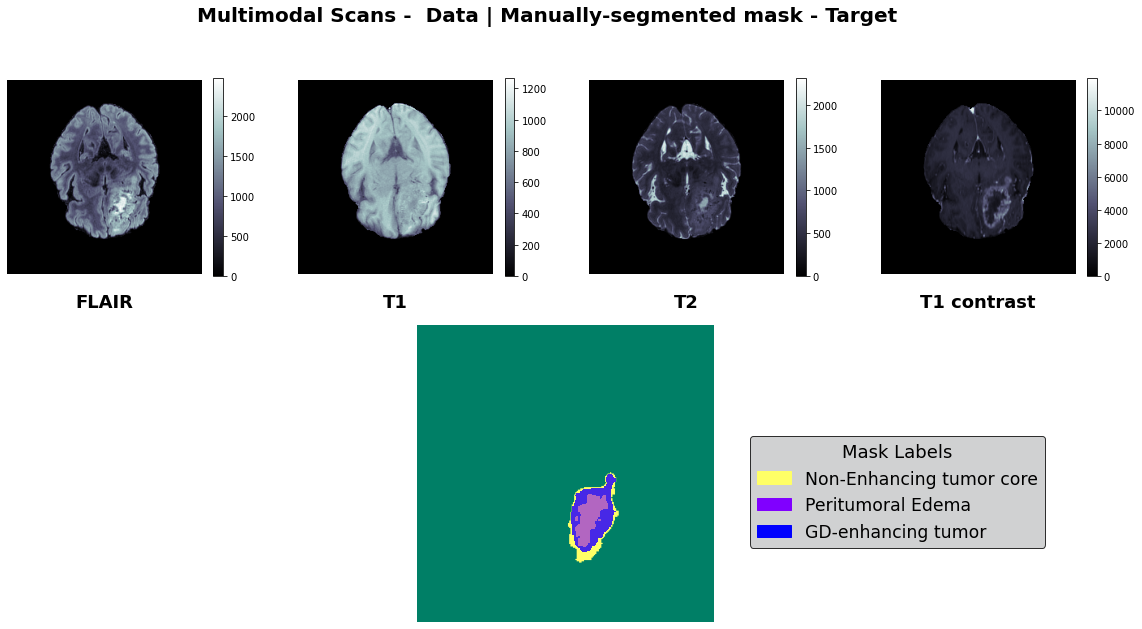 Multimodal Scans -  Data | Manually-segmented mask - Target
2000
1500
1000
500
0
FLAIR
1200
1000
800
600
400
200
0
T1
2000
1500
1000
500
0
T2
10000
8000
6000
4000
2000
0
T1 contrast
Mask Labels
Non-Enhancing tumor core
Peritumoral Edema
GD-enhancing tumor